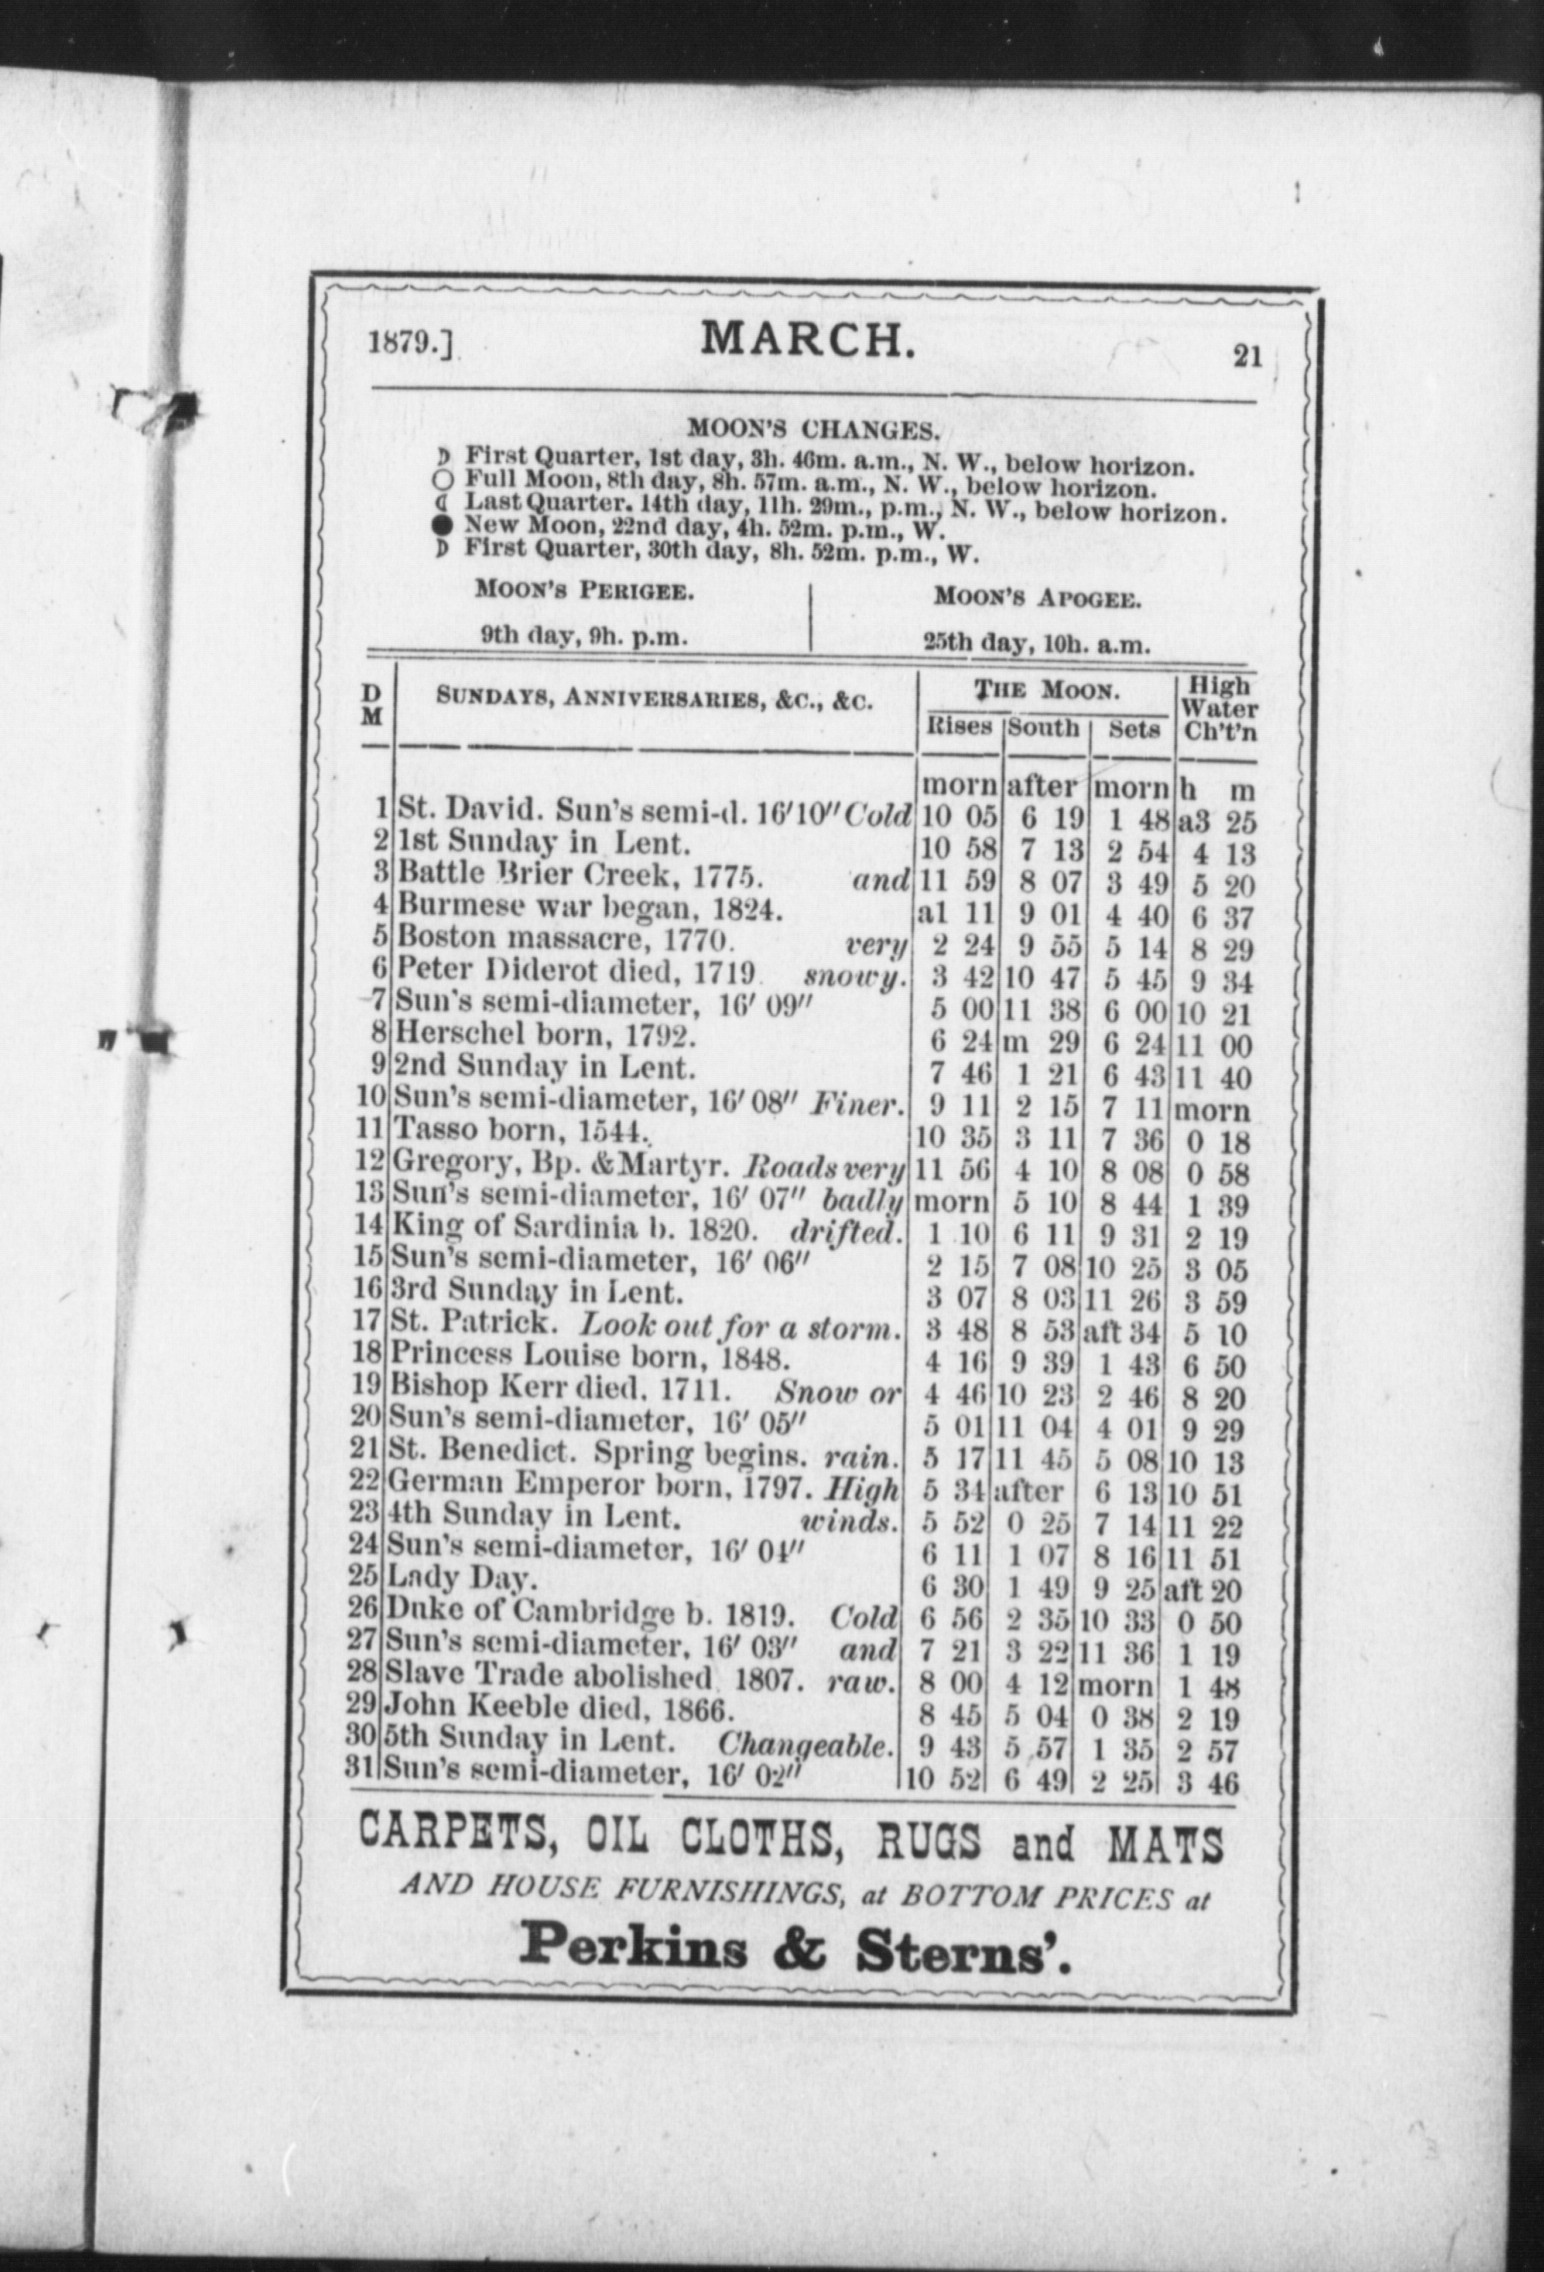 1879.] MARCH. 21
MOON'S CHANGES.
First Quarter, 1st day, 3h. 46m. a.m., N. W., below horizon.
Full Moon, 8th day, 8h. 57m. a.m., N. W., below horizon.
Last Quarter. 14th day, 11h. 29m., p.m., N. W., below horizon.
New Moon, 22nd day, 4h. 52m. p.m., W.
First Quarter, 30th day, 8h. 52m. p.m., W.
MOON'S PERIGEE. MOON'S APOGEE.
9th day, 9h. p.m. 25th day, 10h. a.m.
D M SUNDAYS, ANNIVERSARIES, &C., &C. THE MOON. High Water Ch't'n
Rises South Sets
morn after morn h m
1 St. David. Sun's semi-d. 16'10" Cold 10 05 6 19 1 48 a3 25
2 1st Sunday in Lent. 10 58 7 13 2 54 4 13
3 Battle Brier Creek, 1775. and 11 59 8 07 3 49 5 20
4 Burmese war began, 1824. a1 11 9 01 4 40 6 37
5 Boston massacre, 1770. very 2 24 9 55 5 14 8 29
6 Peter Diderot died, 1719. snowy. 3 42 10 47 5 45 9 34
7 Sun's semi-diameter, 16' 09" 5 00 11 38 6 00 10 21
8 Herschel born, 1792. 6 24 m 29 6 24 11 00
9 2nd Sunday in Lent. 7 46 1 21 6 43 11 40
10 Sun's semi-diameter, 16' 08" Finer. 9 11 2 15 7 11 morn
11 Tasso born, 1544. 10 35 3 11 7 36 0 18
12 Gregory, Bp. & Martyr. Roads very 11 56 4 10 8 08 0 58
13 Sun's semi-diameter, 16' 07" badly morn 5 10 8 44 1 39
14 King of Sardinia b. 1820. drifted. 1 10 6 11 9 31 2 19
15 Sun's semi-diameter, 16' 06" 2 15 7 08 10 25 3 05
16 3rd Sunday in Lent. 3 07 8 03 11 26 3 59
17 St. Patrick. Look out for a storm. 3 48 8 53 aft 34 5 10
18 Princess Louise born, 1848. 4 16 9 39 1 43 6 50
19 Bishop Kerr died, 1711. Snow or 4 46 10 23 2 46 8 20
20 Sun's semi-diameter, 16' 05" 5 01 11 04 4 01 9 29
21 St. Benedict. Spring begins. rain. 5 17 11 45 5 08 10 13
22 German Emperor born, 1797. High 5 34 after 6 13 10 51
23 4th Sunday in Lent. winds. 5 52 0 25 7 14 11 22
24 Sun's semi-diameter, 16' 04" 6 11 1 07 8 16 11 51
25 Lady Day. 6 30 1 49 9 25 aft 20
26 Duke of Cambridge b. 1819. Cold 6 56 2 35 10 33 0 50
27 Sun's semi-diameter, 16' 03" and 7 21 3 22 11 36 1 19
28 Slave Trade abolished 1807. raw. 8 00 4 12 morn 1 48
29 John Keeble died, 1866. 8 45 5 04 0 38 2 19
30 5th Sunday in Lent. Changeable. 9 43 5 57 1 35 2 57
31 Sun's semi-diameter, 16' 02" 10 52 6 49 2 25 3 46
CARPETS, OIL CLOTHS, RUGS and MATS
AND HOUSE FURNISHINGS, at BOTTOM PRICES at
Perkins & Sterns'.